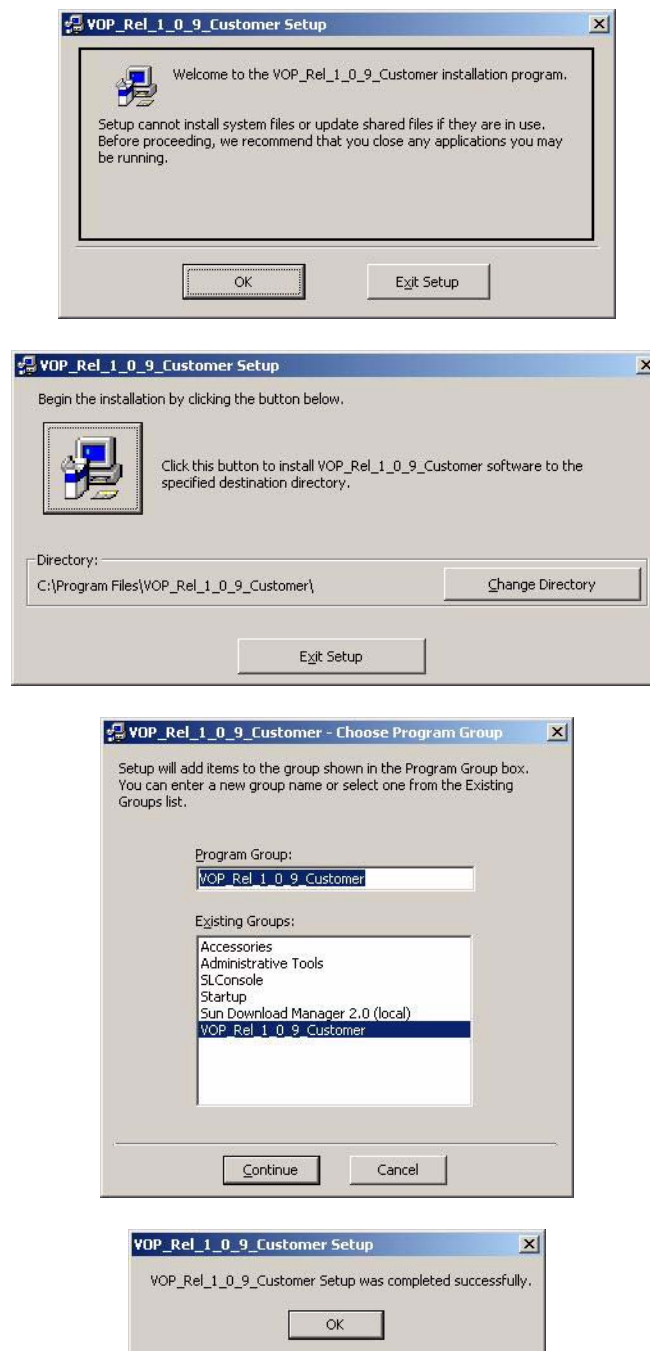 VOP_Rel_1_0_9_Customer Setup
Welcome to the VOP_Rel_1_0_9_Customer installation program.
Setup cannot install system files or update shared files if they are in use.
Before proceeding, we recommend that you close any applications you may
be running.
OK
Exit Setup
VOP_Rel_1_0_9_Customer Setup
Begin the installation by clicking the button below.
Click this button to install VOP_Rel_1_0_9_Customer software to the
specified destination directory.
Directory:
C:\Program Files\VOP_Rel_1_0_9_Customer\
Change Directory
Exit Setup
VOP_Rel_1_0_9_Customer - Choose Program Group
Setup will add items to the group shown in the Program Group box.
You can enter a new group name or select one from the Existing
Groups list.
Program Group:
VOP_Rel_1_0_9_Customer
Existing Groups:
Accessories
Administrative Tools
SLConsole
Startup
Sun Download Manager 2.0 (local)
VOP_Rel_1_0_9_Customer
Continue
Cancel
VOP_Rel_1_0_9_Customer Setup
VOP_Rel_1_0_9_Customer Setup was completed successfully.
OK